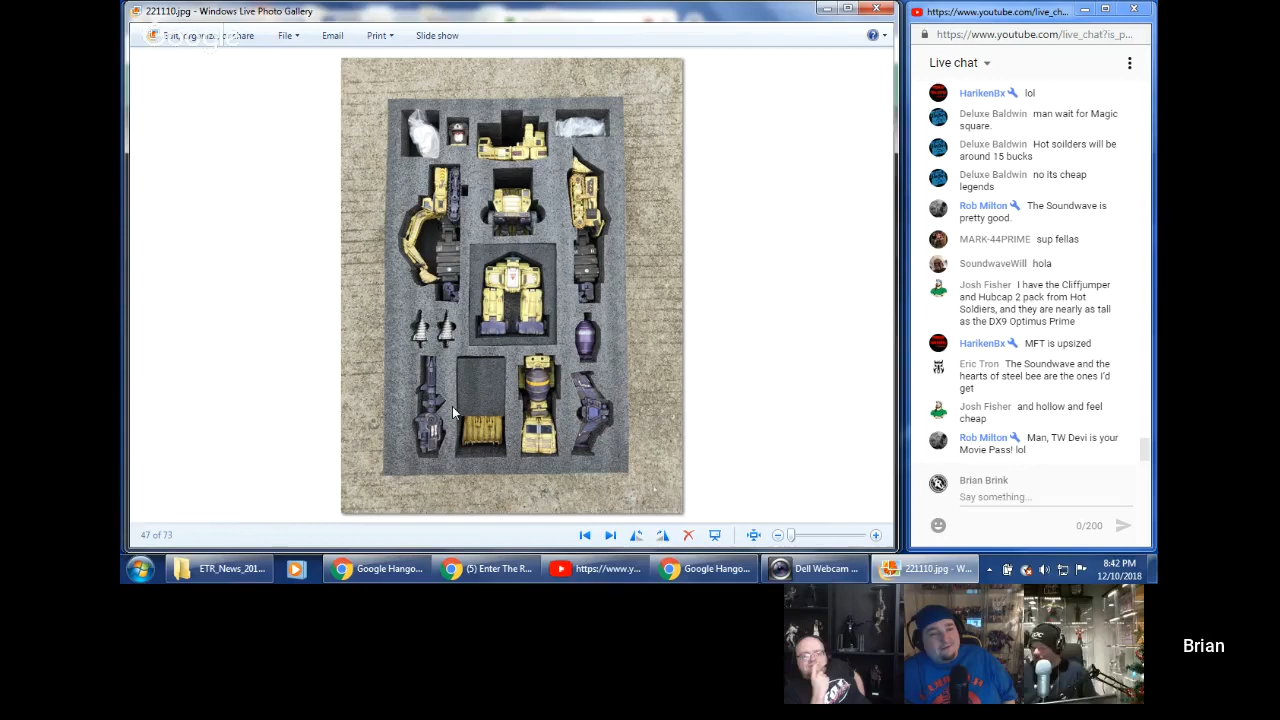 221110.jpg - Windows Live Photo Gallery
File
Email
Print
Slide show
Google
47 of 73
https://www.youtube.com/live_ch...
https://www.youtube.com/live_chat?is_p...
Live chat
HarikenBx lol
Deluxe Baldwin man wait for Magic
square.
Deluxe Baldwin Hot soilders will be
around 15 bucks
Deluxe Baldwin no its cheap
legends
Rob Milton The Soundwave is
pretty good.
MARK-44PRIME sup fellas
SoundwaveWill hola
Josh Fisher I have the Cliffjumper
and Hubcap 2 pack from Hot
Soldiers, and they are nearly as tall
as the DX9 Optimus Prime
HarikenBx MFT is upsized
Eric Tron The Soundwave and the
hearts of steel bee are the ones I'd
get
Josh Fisher and hollow and feel
cheap
Rob Milton Man, TW Devi is your
Movie Pass! lol
Brian Brink
Say something...
0/200
ETR_News_201...
Google Hango...
(5) Enter The R...
https://www.y...
Google Hango...
Dell Webcam ...
221110.jpg - W...
8:42 PM
12/10/2018
Brian